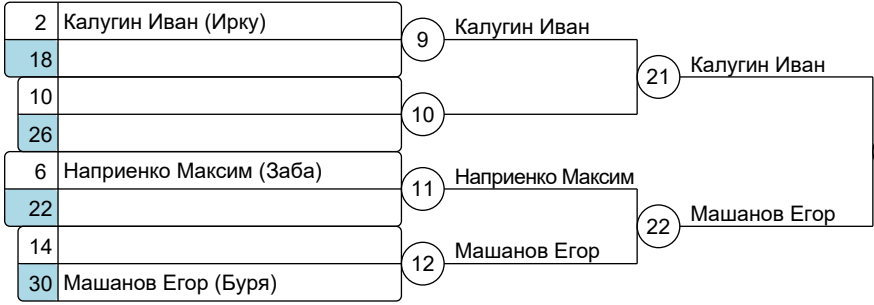 2 Калугин Иван (Ирку)
18
9 Калугин Иван
10
26
10
21 Калугин Иван
6 Наприенко Максим (Заба)
22
11 Наприенко Максим
14
30 Машанов Егор (Буря)
12 Машанов Егор
22 Машанов Егор